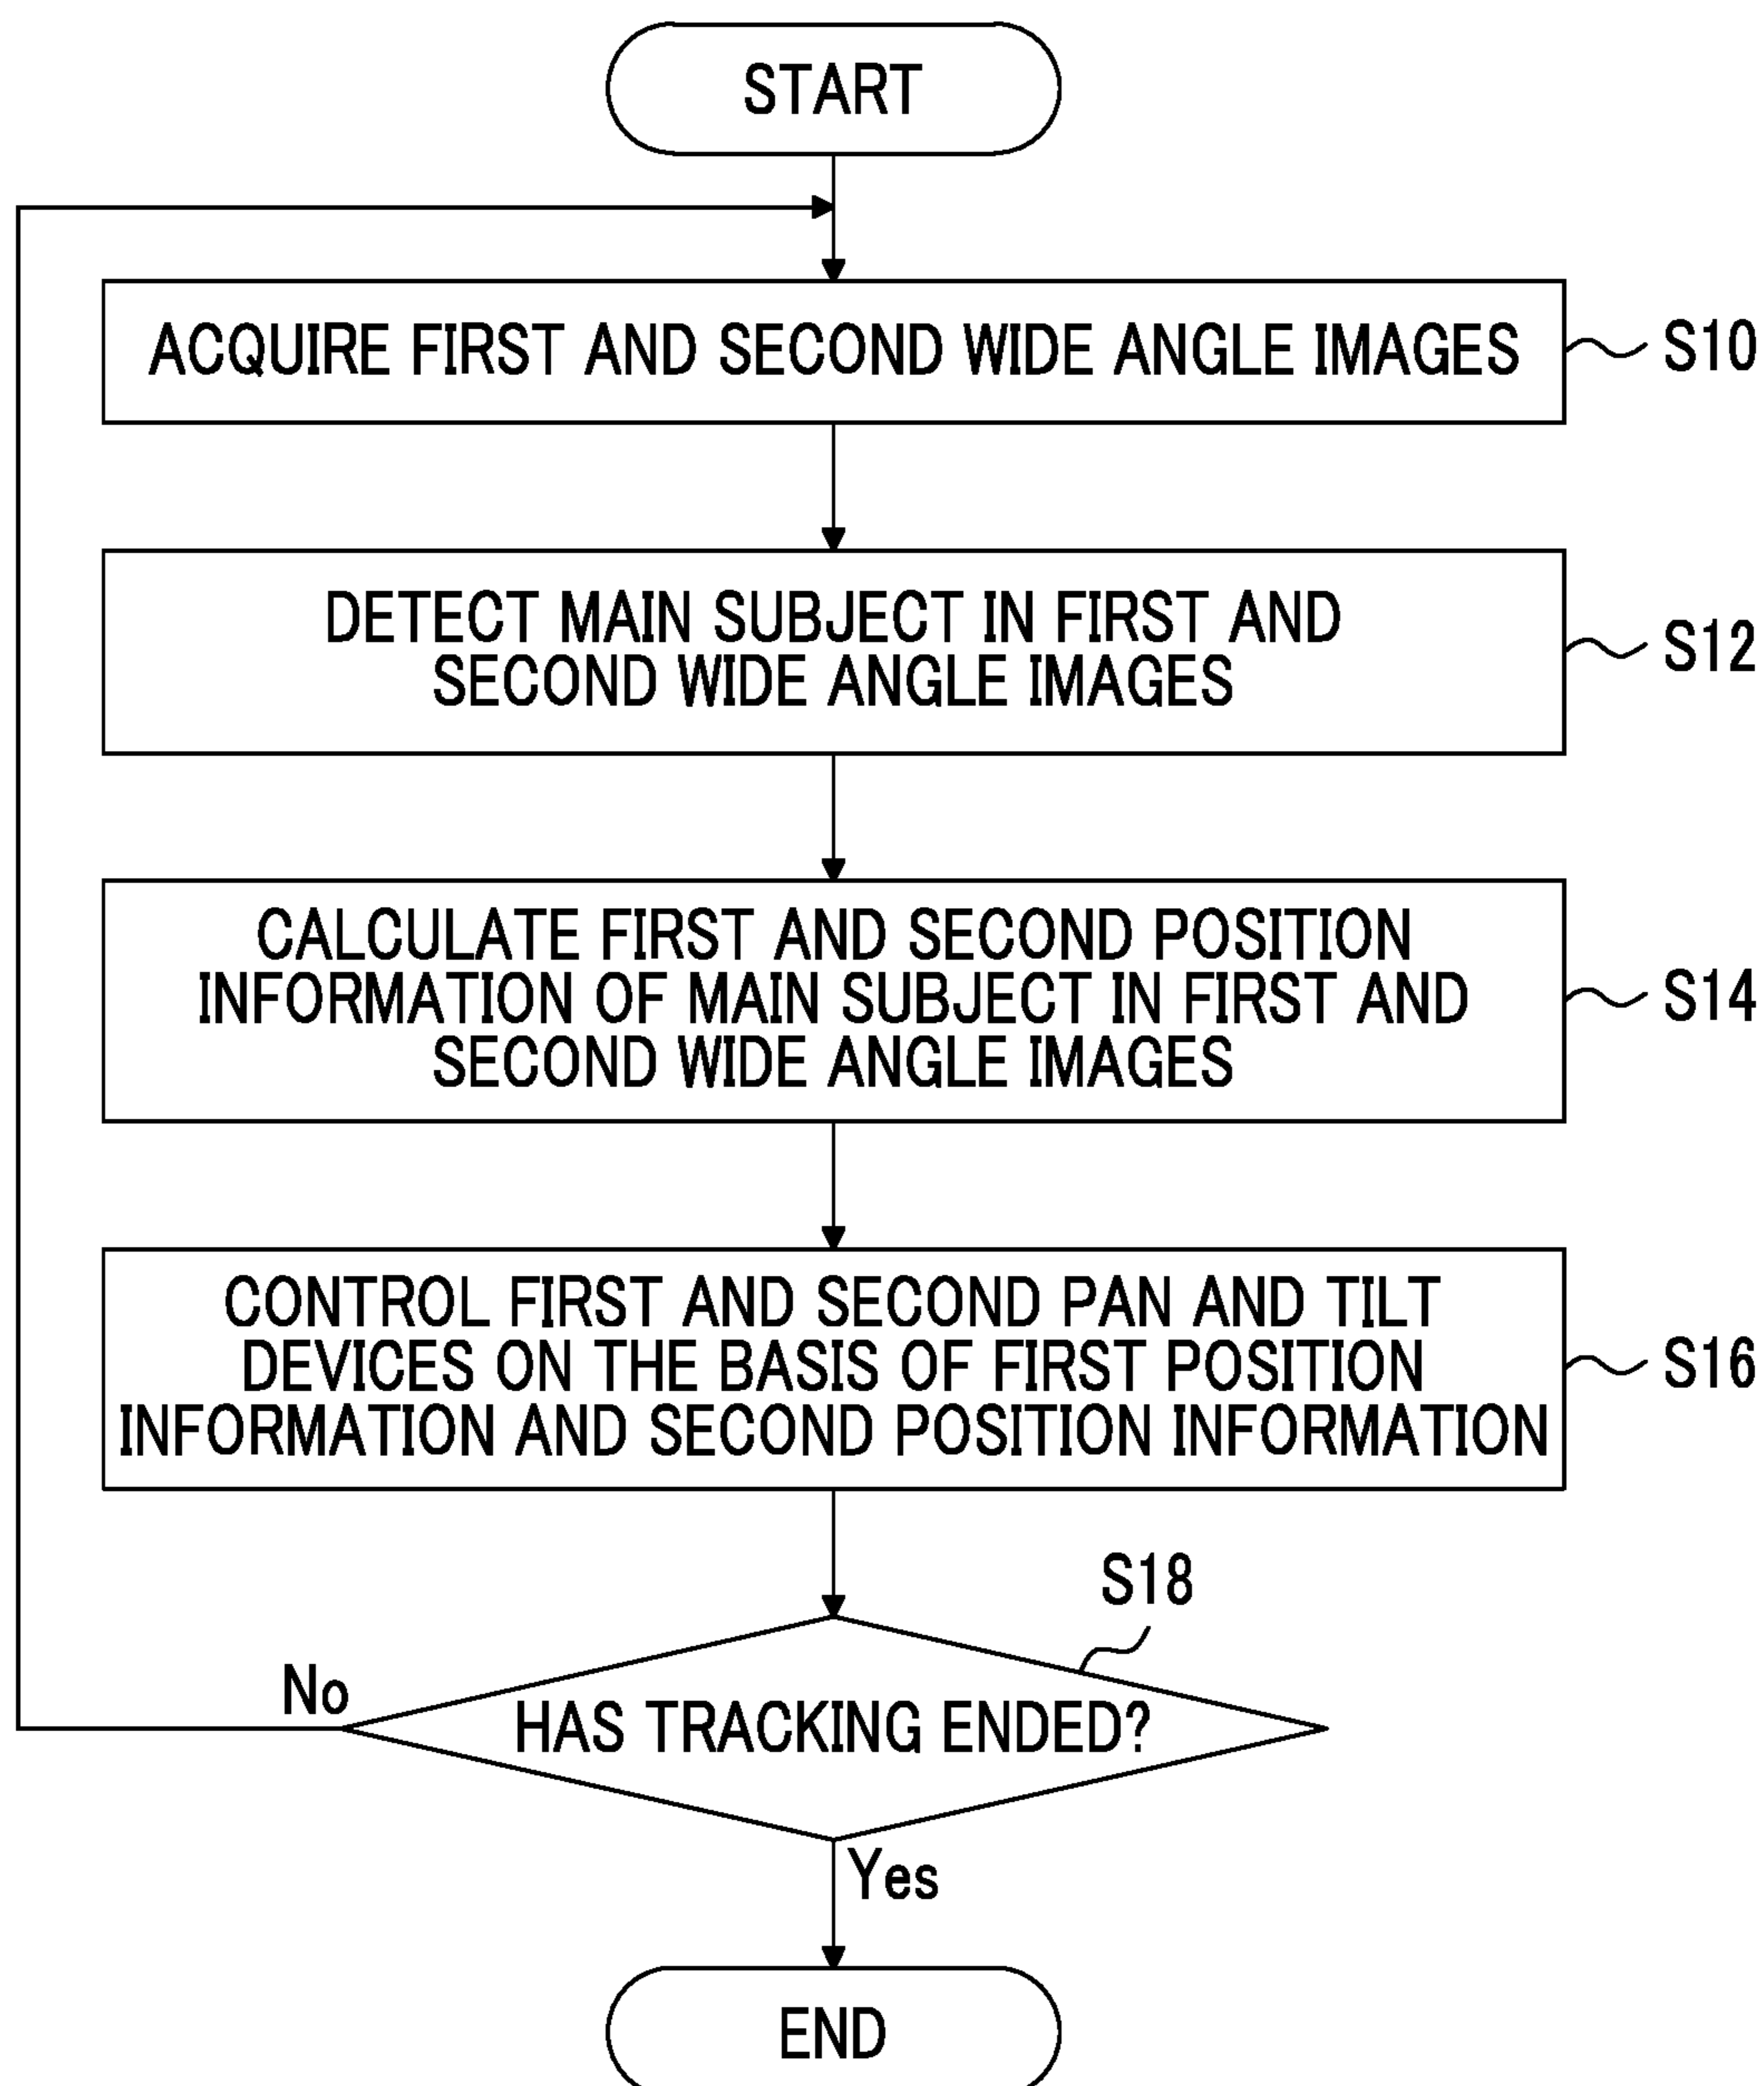 START
ACQUIRE FIRST AND SECOND WIDE ANGLE IMAGES
S10
DETECT MAIN SUBJECT IN FIRST AND
SECOND WIDE ANGLE IMAGES
S12
CALCULATE FIRST AND SECOND POSITION
INFORMATION OF MAIN SUBJECT IN FIRST AND
SECOND WIDE ANGLE IMAGES
S14
CONTROL FIRST AND SECOND PAN AND TILT
DEVICES ON THE BASIS OF FIRST POSITION
INFORMATION AND SECOND POSITION INFORMATION
S16
S18
No
HAS TRACKING ENDED?
Yes
END